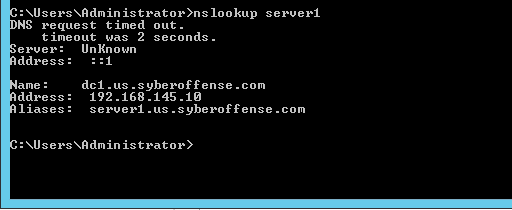 C:\Users\Administrator>nslookup server1
DNS request timed out.
    timeout was 2 seconds.
Server:  UnKnown
Address:  ::1

Name:    dc1.us.syberoffense.com
Address:  192.168.145.10
Aliases:  server1.us.syberoffense.com


C:\Users\Administrator>